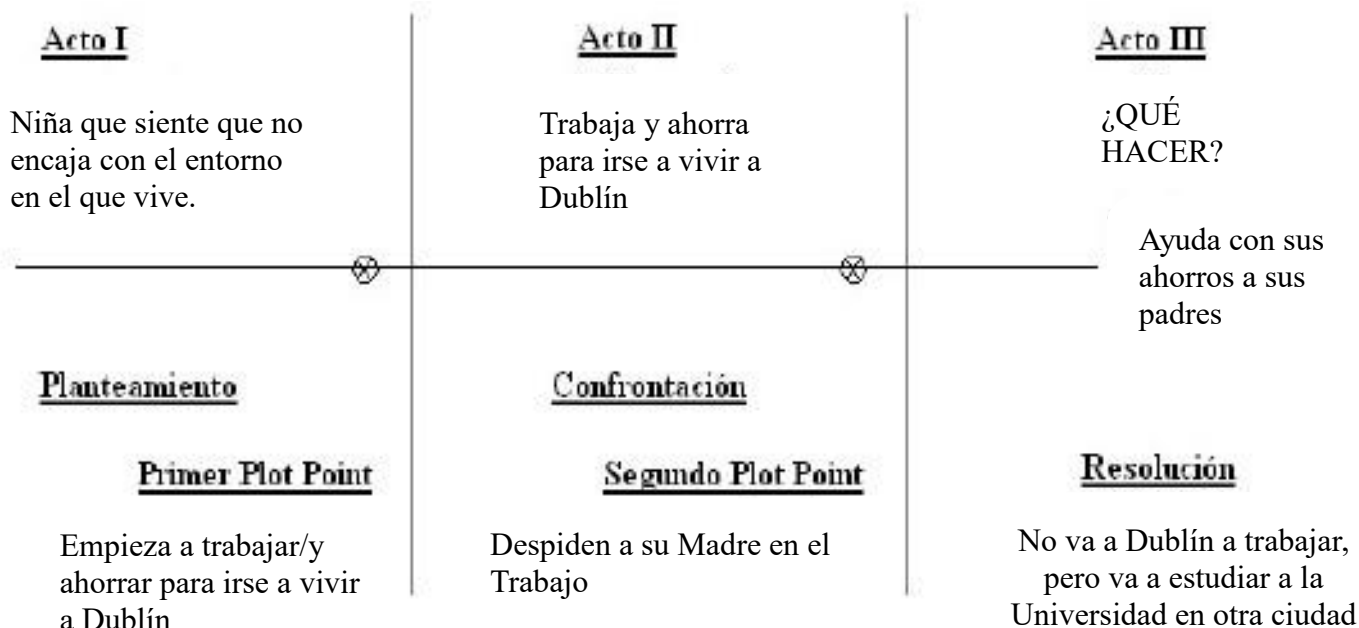 Acto I
Niña que siente que no
encaja con el entorno
en el que vive.
Planteamiento
Primer Plot Point
Empieza a trabajar/y
ahorrar para irse a vivir
a Dublín
Acto II
Trabaja y ahorra
para irse a vivir a
Dublín
Confrontación
Segundo Plot Point
Despiden a su Madre en el
Trabajo
Acto III
¿QUÉ
HACER?
Ayuda con sus
ahorros a sus
padres
Resolución
No va a Dublín a trabajar,
pero va a estudiar a la
Universidad en otra ciudad